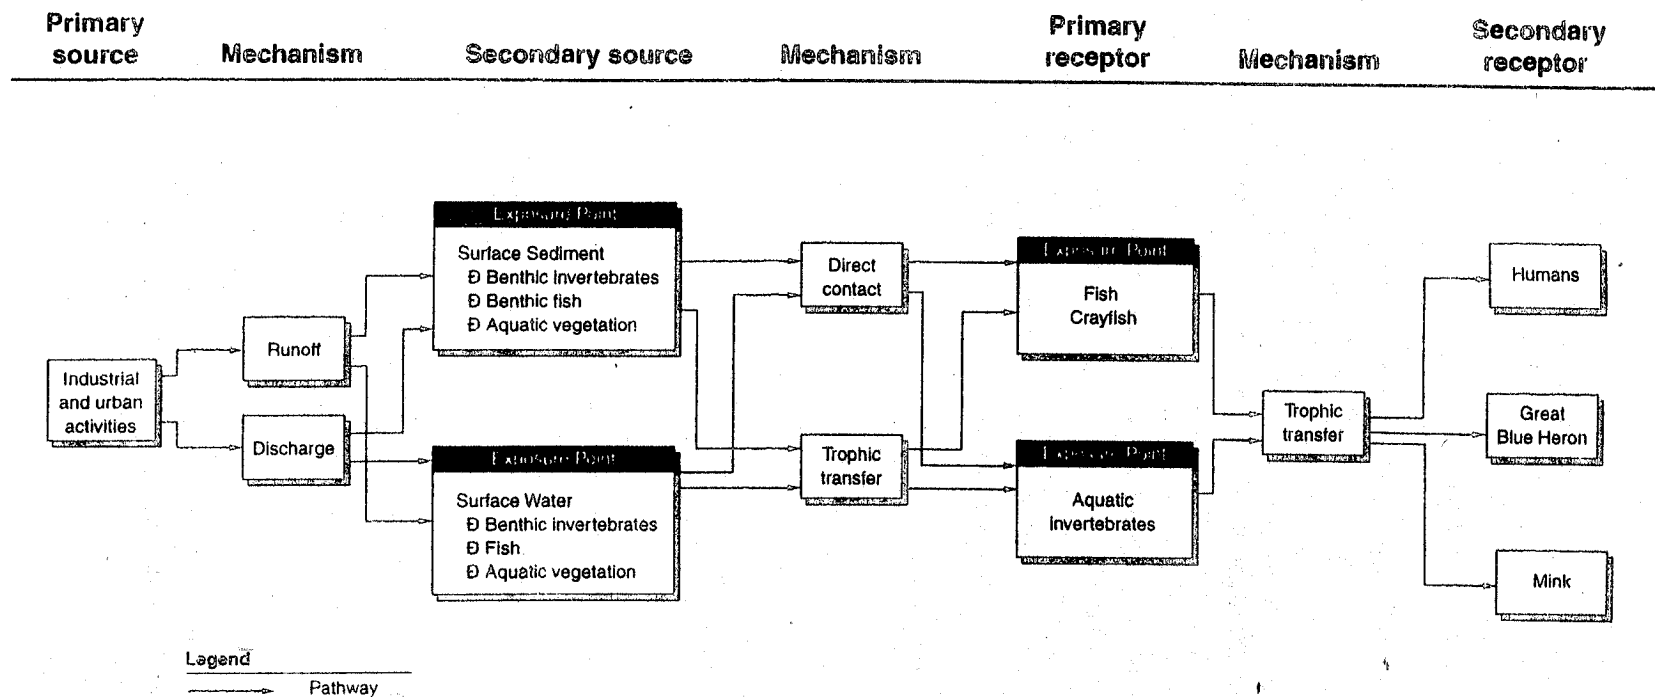 Primary source
Mechanism
Secondary source
Mechanism
Primary receptor
Mechanism
Secondary receptor
Industrial
and urban
activities
Runoff
Discharge
Exposure Point
Surface Sediment
Ð Benthic invertebrates
Ð Benthic fish
Ð Aquatic vegetation
Exposure Point
Surface Water
Ð Benthic invertebrates
Ð Fish
Ð Aquatic vegetation
Direct
contact
Trophic
transfer
Exposure Point
Fish
Crayfish
Exposure Point
Aquatic
invertebrates
Trophic
transfer
Humans
Great
Blue Heron
Mink
Legend
Pathway